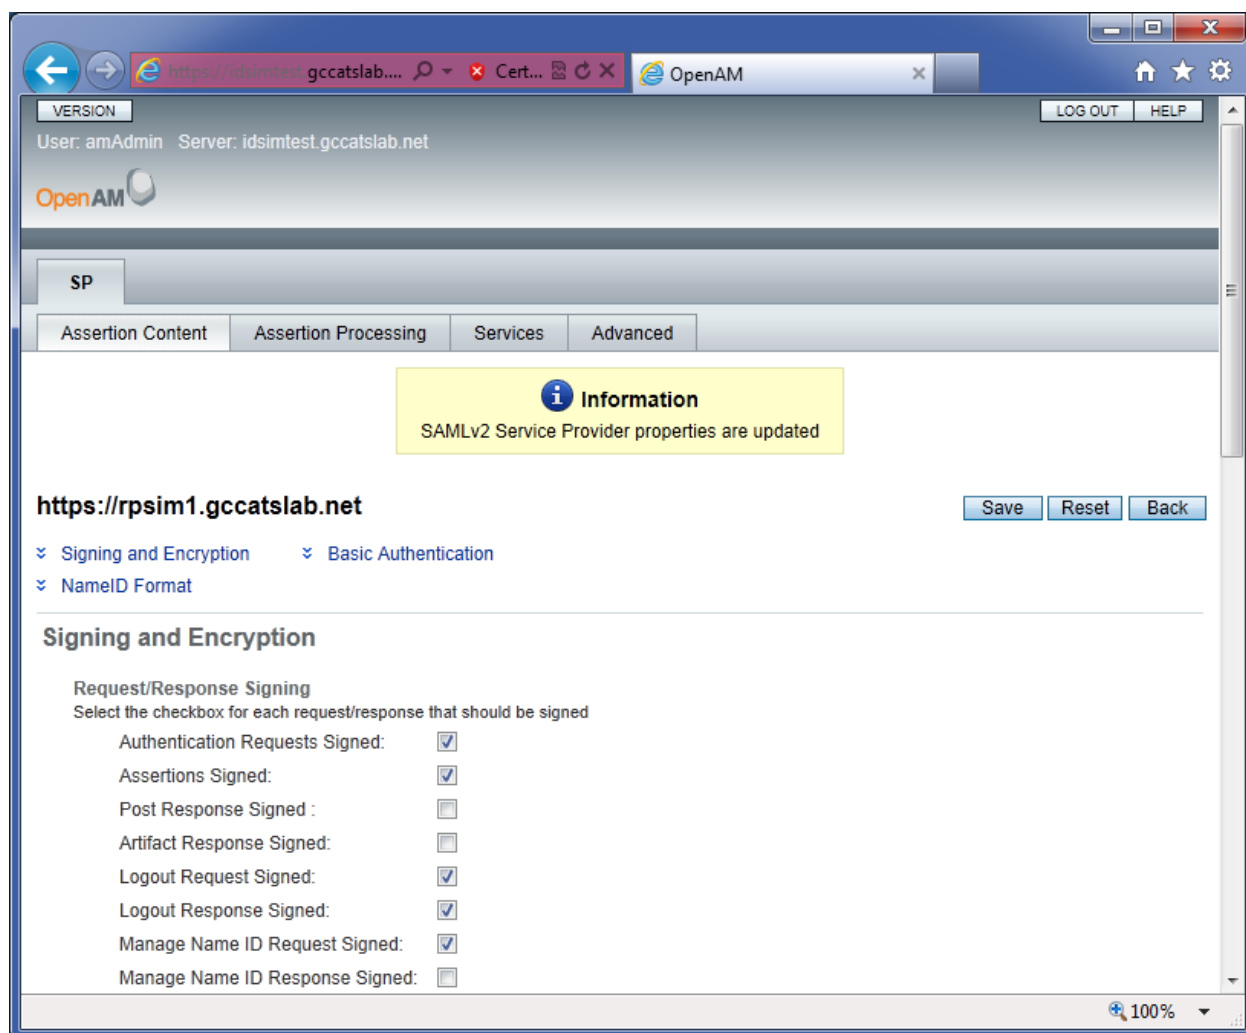 https://idsimtest.gccatslab.... Cert... OpenAM
VERSION LOG OUT HELP
User: amAdmin Server: idsimtest.gccatslab.net
OpenAM
SP
Assertion Content Assertion Processing Services Advanced
Information
SAMLv2 Service Provider properties are updated
https://rpsim1.gccatslab.net Save Reset Back
Signing and Encryption Basic Authentication
NameID Format
Signing and Encryption
Request/Response Signing
Select the checkbox for each request/response that should be signed
Authentication Requests Signed:
Assertions Signed:
Post Response Signed :
Artifact Response Signed:
Logout Request Signed:
Logout Response Signed:
Manage Name ID Request Signed:
Manage Name ID Response Signed:
100%